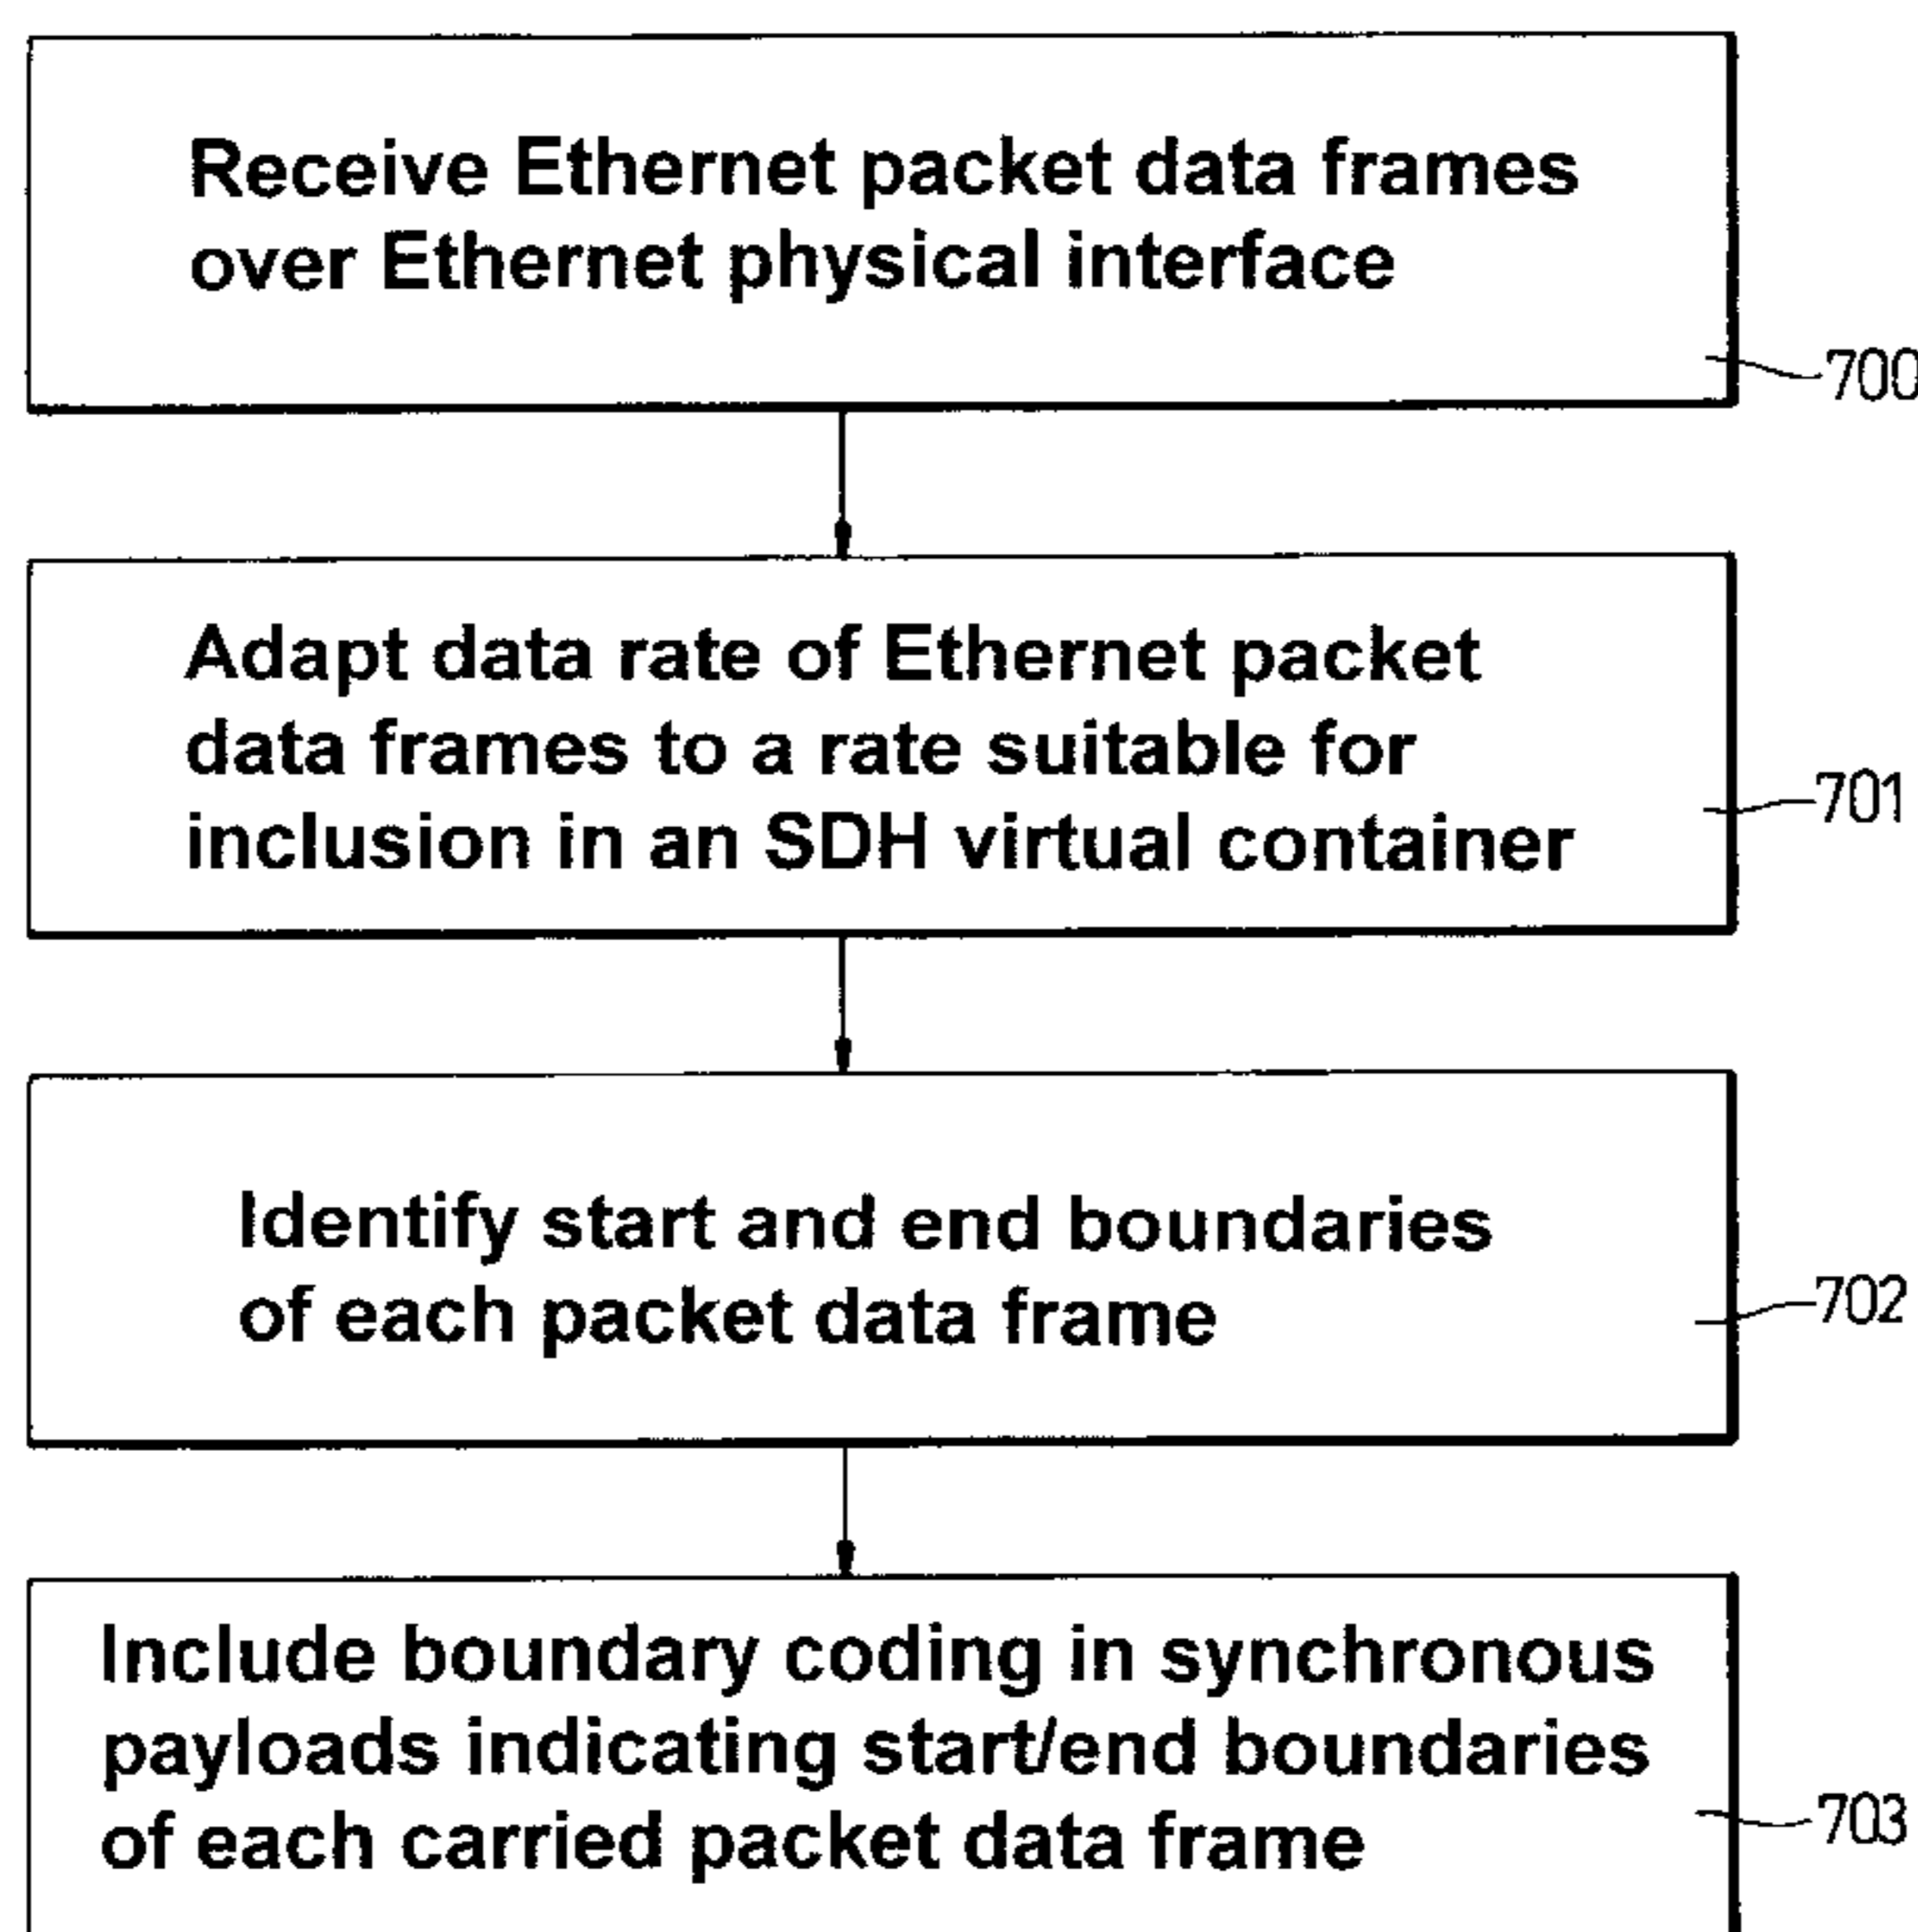 Receive Ethernet packet data frames
over Ethernet physical interface
700
Adapt data rate of Ethernet packet
data frames to a rate suitable for
inclusion in an SDH virtual container
701
Identify start and end boundaries
of each packet data frame
702
Include boundary coding in synchronous
payloads indicating start/end boundaries
of each carried packet data frame
703